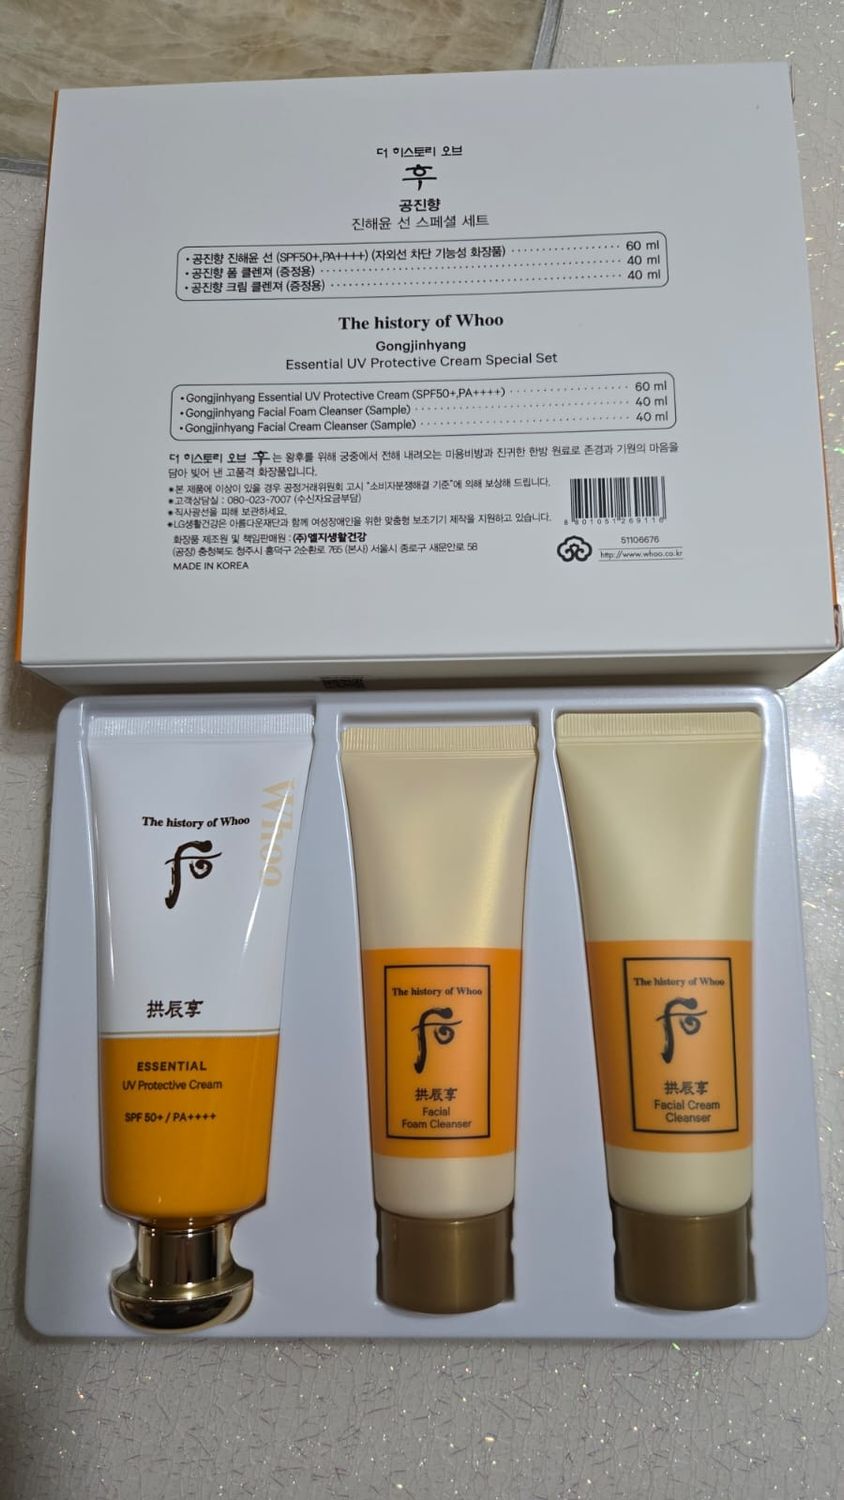 더 히스토리 오브
후
공진향
진해윤 선 스페셜 세트
• 공진향 진해윤 선 (SPF50+,PA++++) (자외선 차단 기능성 화장품) ················· 60 ml
• 공진향 폼 클렌져 (증정용) ················· 40 ml
• 공진향 크림 클렌져 (증정용) ················· 40 ml
The history of Whoo
Gongjinhyang
Essential UV Protective Cream Special Set
• Gongjinhyang Essential UV Protective Cream (SPF50+,PA++++) ················· 60 ml
• Gongjinhyang Facial Foam Cleanser (Sample) ················· 40 ml
• Gongjinhyang Facial Cream Cleanser (Sample) ················· 40 ml
더 히스토리 오브 후는 왕후를 위해 궁중에서 전해 내려오는 미용비방과 진귀한 한방 원료로 존경과 기원의 마음을
담아 빚어 낸 고품격 화장품입니다.
*본 제품에 이상이 있을 경우 공정거래위원회 고시 "소비자분쟁해결 기준"에 의해 보상해 드립니다.
*고객상담실 : 080-023-7007 (수신자요금부담)
*직사광선을 피해 보관하세요.
*LG생활건강은 아름다운재단과 함께 여성장애인을 위한 맞춤형 보조기기 제작을 지원하고 있습니다.
화장품 제조원 및 책임판매원 : (주)엘지생활건강
(공장) 충청북도 청주시 흥덕구 2순환로 765 (본사) 서울시 종로구 새문안로 58
MADE IN KOREA
8 801051 269116
51106676
http://www.whoo.co.kr
Whoo
The history of Whoo
后
拱辰享
ESSENTIAL
UV Protective Cream
SPF 50+ / PA++++
The history of Whoo
后
拱辰享
Facial
Foam Cleanser
The history of Whoo
后
拱辰享
Facial Cream
Cleanser